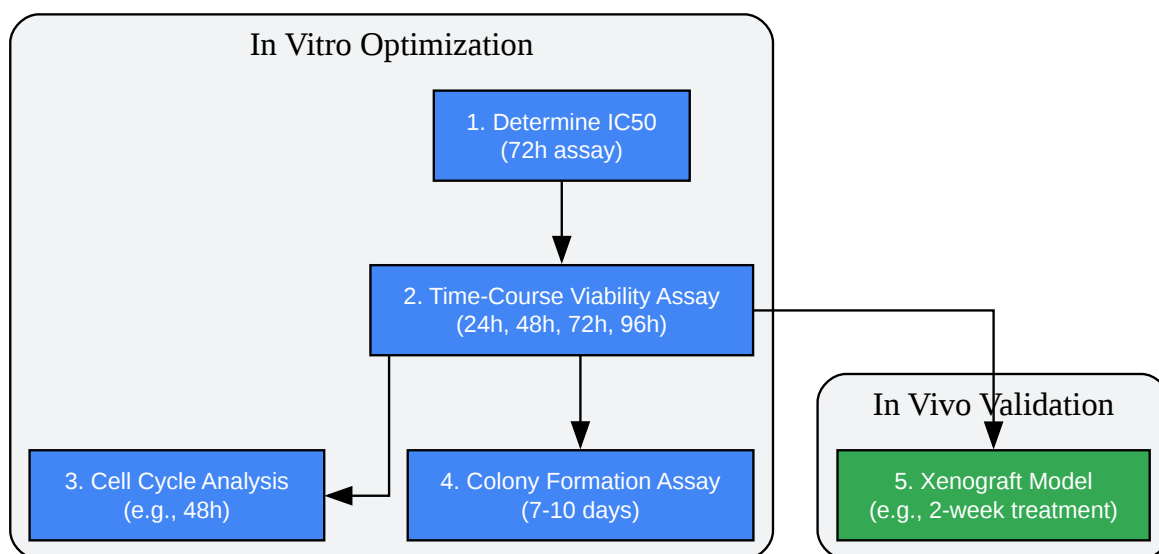 In Vitro Optimization
1. Determine IC50
(72h assay)
2. Time-Course Viability Assay
(24h, 48h, 72h, 96h)
In Vivo Validation
3. Cell Cycle Analysis
(e.g., 48h)
4. Colony Formation Assay
(7-10 days)
5. Xenograft Model
(e.g., 2-week treatment)